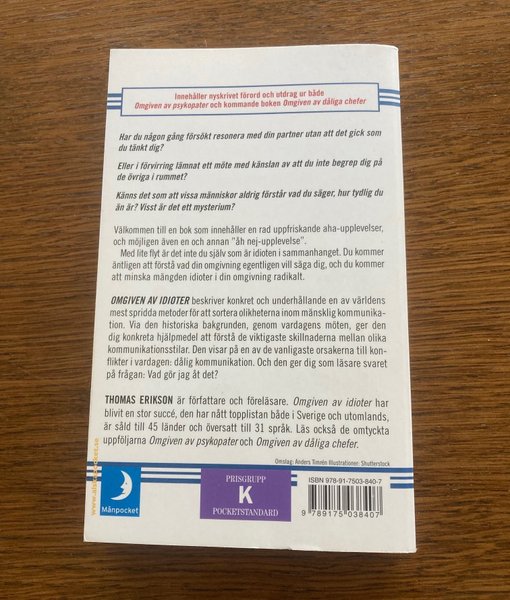 Innehåller nyskrivet förord och utdrag ur både
Omgiven av psykopater och kommande boken Omgiven av dåliga chefer
Har du någon gång försökt resonera med din partner utan att det gick som
du tänkt dig?
Eller i förvirring lämnat ett möte med känslan av att du inte begrep dig på
de övriga i rummet?
Känns det som att vissa människor aldrig förstår vad du säger, hur tydlig du
än är? Visst är det ett mysterium?
Välkommen till en bok som innehåller en rad uppfriskande aha-upplevelser,
och möjligen även en och annan "åh nej-upplevelse".
Med lite flyt är det inte du själv som är idioten i sammanhanget. Du kommer
äntligen att förstå vad din omgivning egentligen vill säga dig, och du kommer
att minska mängden idioter i din omgivning radikalt.
OMGIVEN AV IDIOTER beskriver konkret och underhållande en av världens
mest spridda metoder för att sortera olikheterna inom mänsklig kommunika-
tion. Via den historiska bakgrunden, genom vardagens möten, ger den
dig konkreta hjälpmedel att förstå de viktigaste skillnaderna mellan olika
kommunikationsstilar. Den visar på en av de vanligaste orsakerna till kon-
flikter i vardagen: dålig kommunikation. Och den ger dig som läsare svaret
på frågan: Vad gör jag åt det?
THOMAS ERIKSON är författare och föreläsare. Omgiven av idioter har
blivit en stor succé, den har nått topplistan både i Sverige och utomlands,
är såld till 45 länder och översatt till 31 språk. Läs också de omtyckta
uppföljarna Omgiven av psykopater och Omgiven av dåliga chefer.
Omslag: Anders Timrén Illustrationer: Shutterstock
Månpocket
PRISGRUPP
K
POCKETSTANDARD
ISBN 978-91-7503-840-7
9 789175 038407